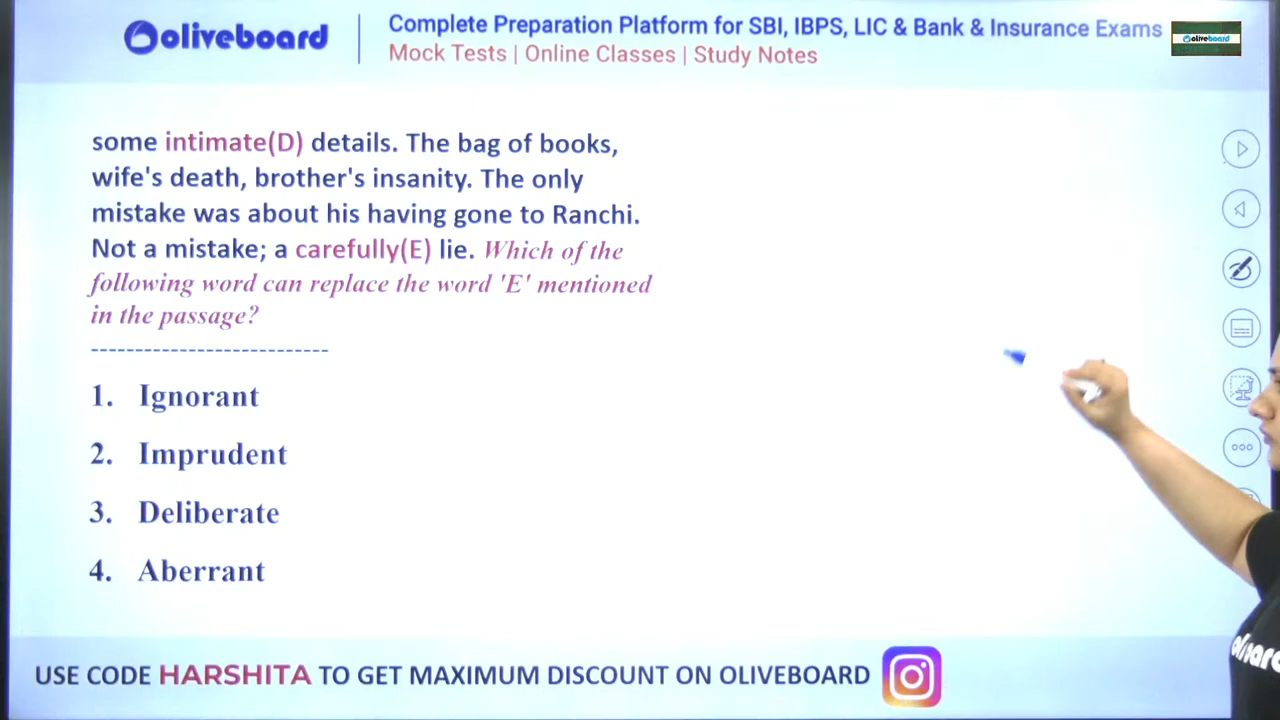 oliveboard
Complete Preparation Platform for SBI, IBPS, LIC & Bank & Insurance Exams
Mock Tests | Online Classes | Study Notes
oliveboard
some intimate(D) details. The bag of books,
wife's death, brother's insanity. The only
mistake was about his having gone to Ranchi.
Not a mistake; a carefully(E) lie. Which of the
following word can replace the word 'E' mentioned
in the passage?
---------------------------
1. Ignorant
2. Imprudent
3. Deliberate
4. Aberrant
USE CODE HARSHITA TO GET MAXIMUM DISCOUNT ON OLIVEBOARD